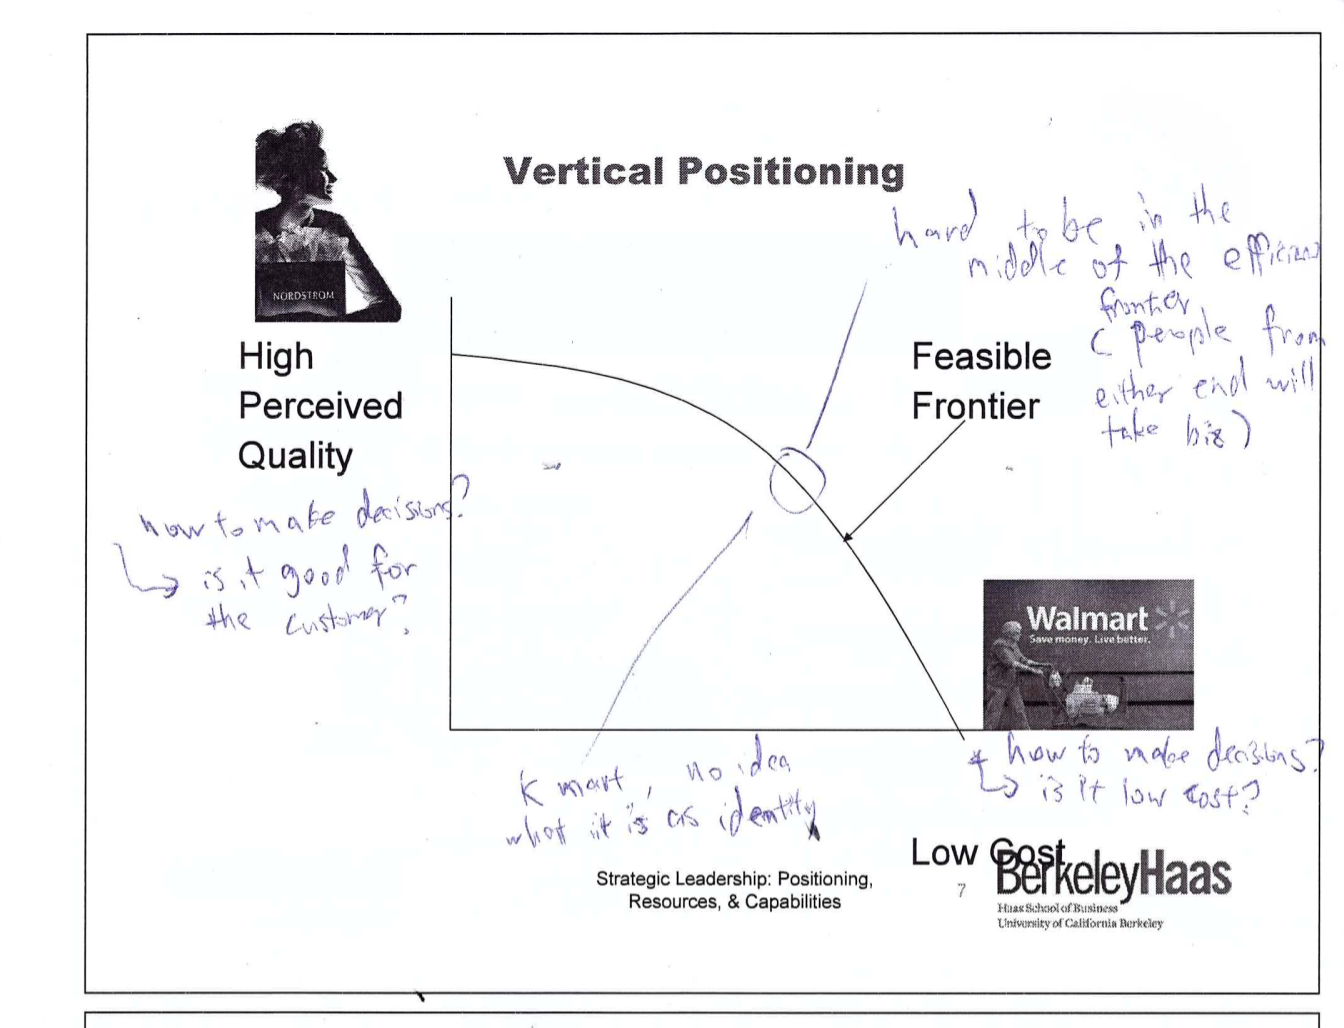 Vertical Positioning
NORDSTROM
hard to be in the
middle of the efficient
frontier
( people from
either end will
take biz)
High
Perceived
Quality
Feasible
Frontier
how to make decisions?
is it good for
the customer?
Walmart
Save money. Live better.
K mart, no idea
what it is as identity
* how to make decisions?
is it low cost?
Low Cost
Strategic Leadership: Positioning,
Resources, & Capabilities
7
BerkeleyHaas
Haas School of Business
University of California Berkeley